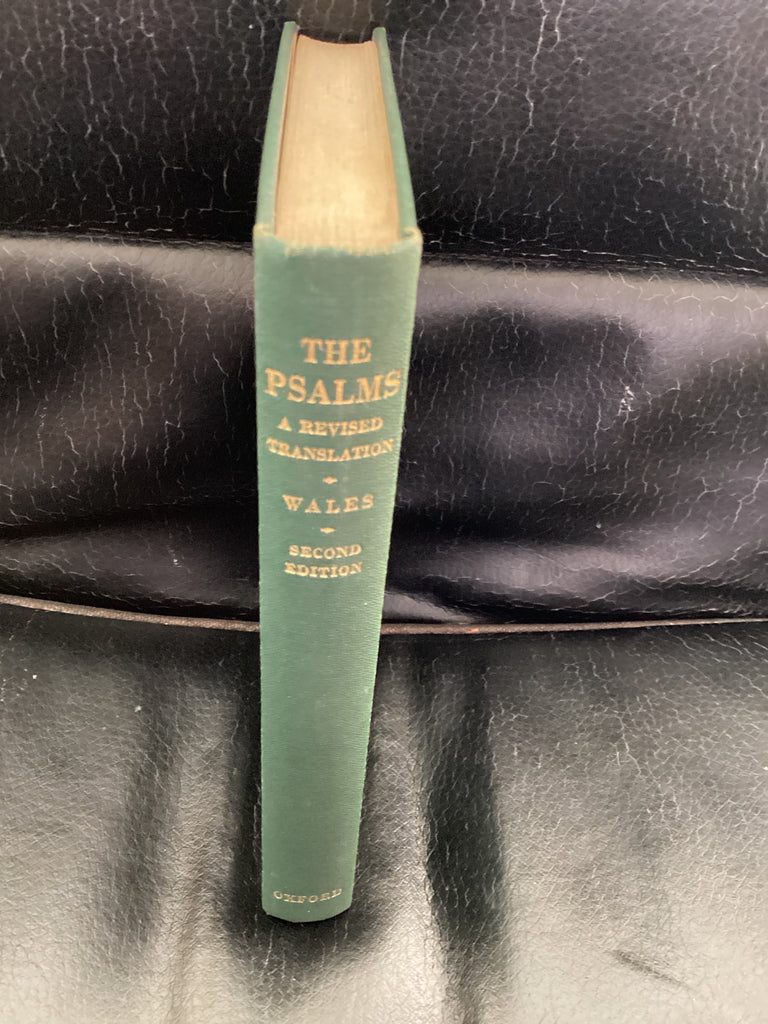 THE
PSALMS
A REVISED
TRANSLATION
WALES
SECOND
EDITION
OXFORD